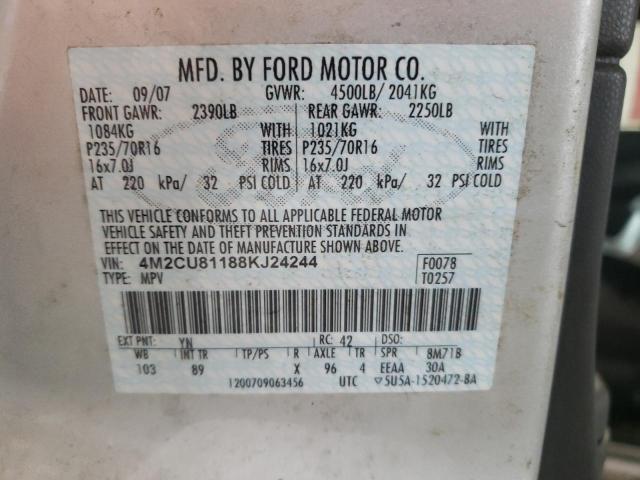 MFD. BY FORD MOTOR CO.
DATE: 09/07 GVWR: 4500LB/ 2041KG
FRONT GAWR: 2390LB REAR GAWR: 2250LB
1084KG WITH 1021KG WITH
P235/70R16 TIRES P235/70R16 TIRES
16x7.0J RIMS 16x7.0J RIMS
AT 220 kPa/ 32 PSI COLD AT 220 kPa/ 32 PSI COLD
THIS VEHICLE CONFORMS TO ALL APPLICABLE FEDERAL MOTOR
VEHICLE SAFETY AND THEFT PREVENTION STANDARDS IN
EFFECT ON THE DATE OF MANUFACTURE SHOWN ABOVE.
VIN: 4M2CU81188KJ24244 F0078
TYPE: MPV T0257
EXT PNT: YN RC: 42 DSO:
WB INT TR TP/PS R AXLE TR SPR 8M71B
103 89 X 96 4 EEAA 30A
1200709063456 UTC ▽5U5A-1520472-BA